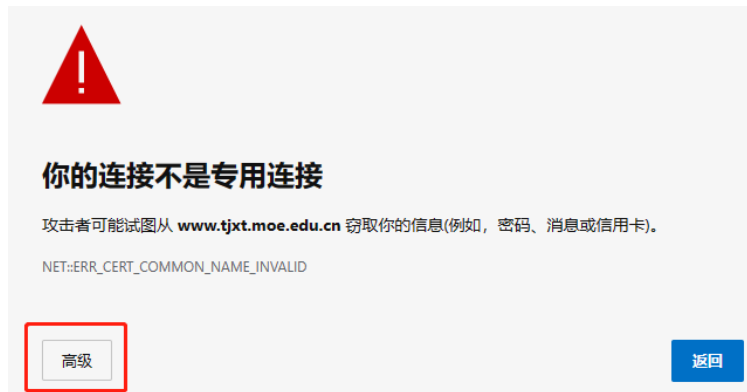 你的连接不是专用连接
攻击者可能试图从 www.tjxt.moe.edu.cn 窃取你的信息(例如，密码、消息或信用卡)。
NET::ERR_CERT_COMMON_NAME_INVALID
高级
返回